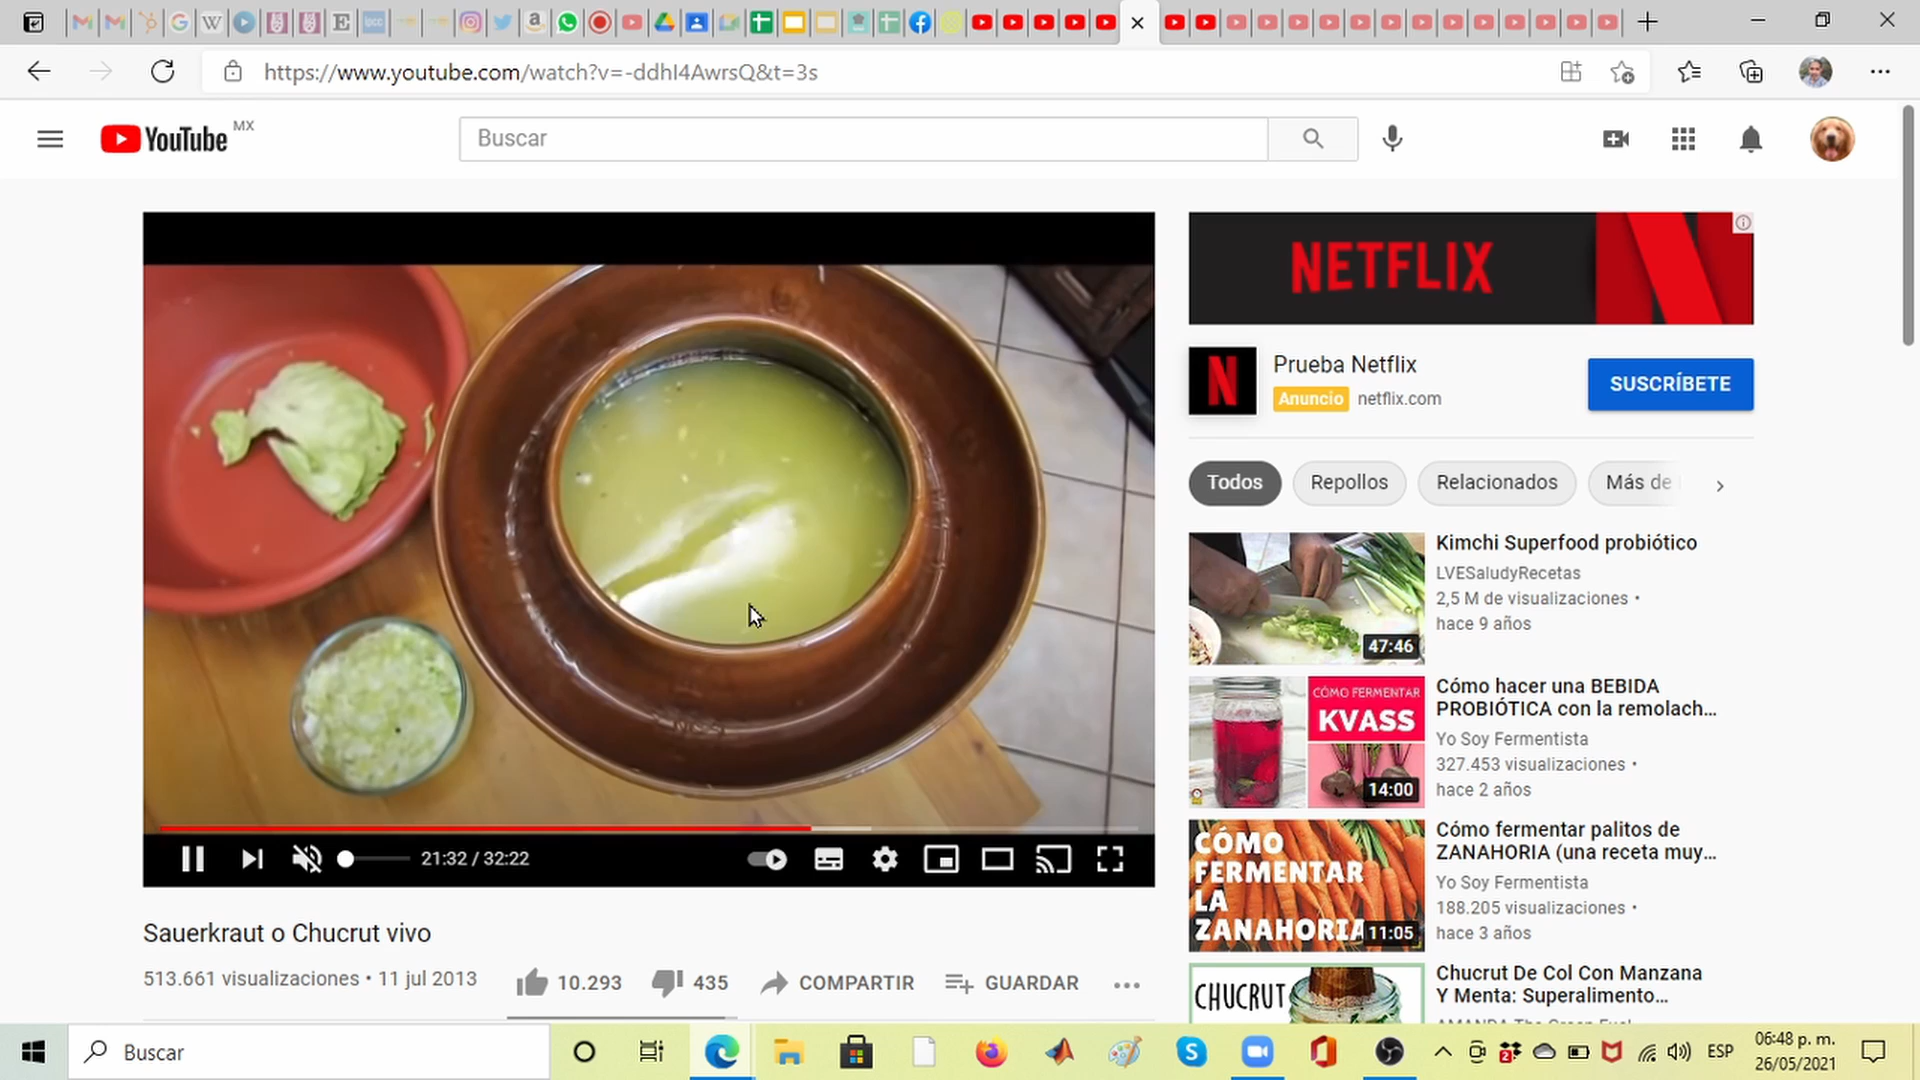 https://www.youtube.com/watch?v=-ddhI4AwrsQ&t=3s
YouTube MX
Buscar
NETFLIX
Prueba Netflix
Anuncio netflix.com
SUSCRÍBETE
Todos
Repollos
Relacionados
Más de
Kimchi Superfood probiótico
LVESaludyRecetas
2,5 M de visualizaciones •
hace 9 años
47:46
CÓMO FERMENTAR
KVASS
14:00
Cómo hacer una BEBIDA
PROBIÓTICA con la remolach...
Yo Soy Fermentista
327.453 visualizaciones •
hace 2 años
CÓMO
FERMENTAR
LA
ZANAHORIA
11:05
Cómo fermentar palitos de
ZANAHORIA (una receta muy...
Yo Soy Fermentista
188.205 visualizaciones •
hace 3 años
CHUCRUT
Chucrut De Col Con Manzana
Y Menta: Superalimento...
21:32 / 32:22
Sauerkraut o Chucrut vivo
513.661 visualizaciones • 11 jul 2013
10.293
435
COMPARTIR
GUARDAR
Buscar
ESP
06:48 p. m.
26/05/2021